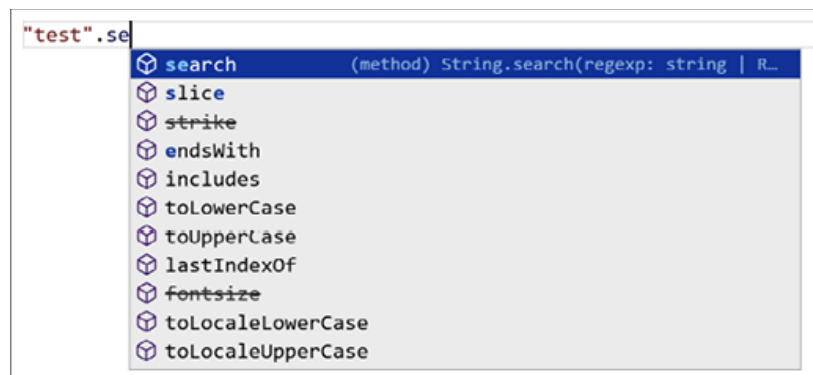 "test".se
search (method) String.search(regexp: string | R…
slice
strike
endsWith
includes
toLowerCase
toUpperCase
lastIndexOf
fontsize
toLocaleLowerCase
toLocaleUpperCase